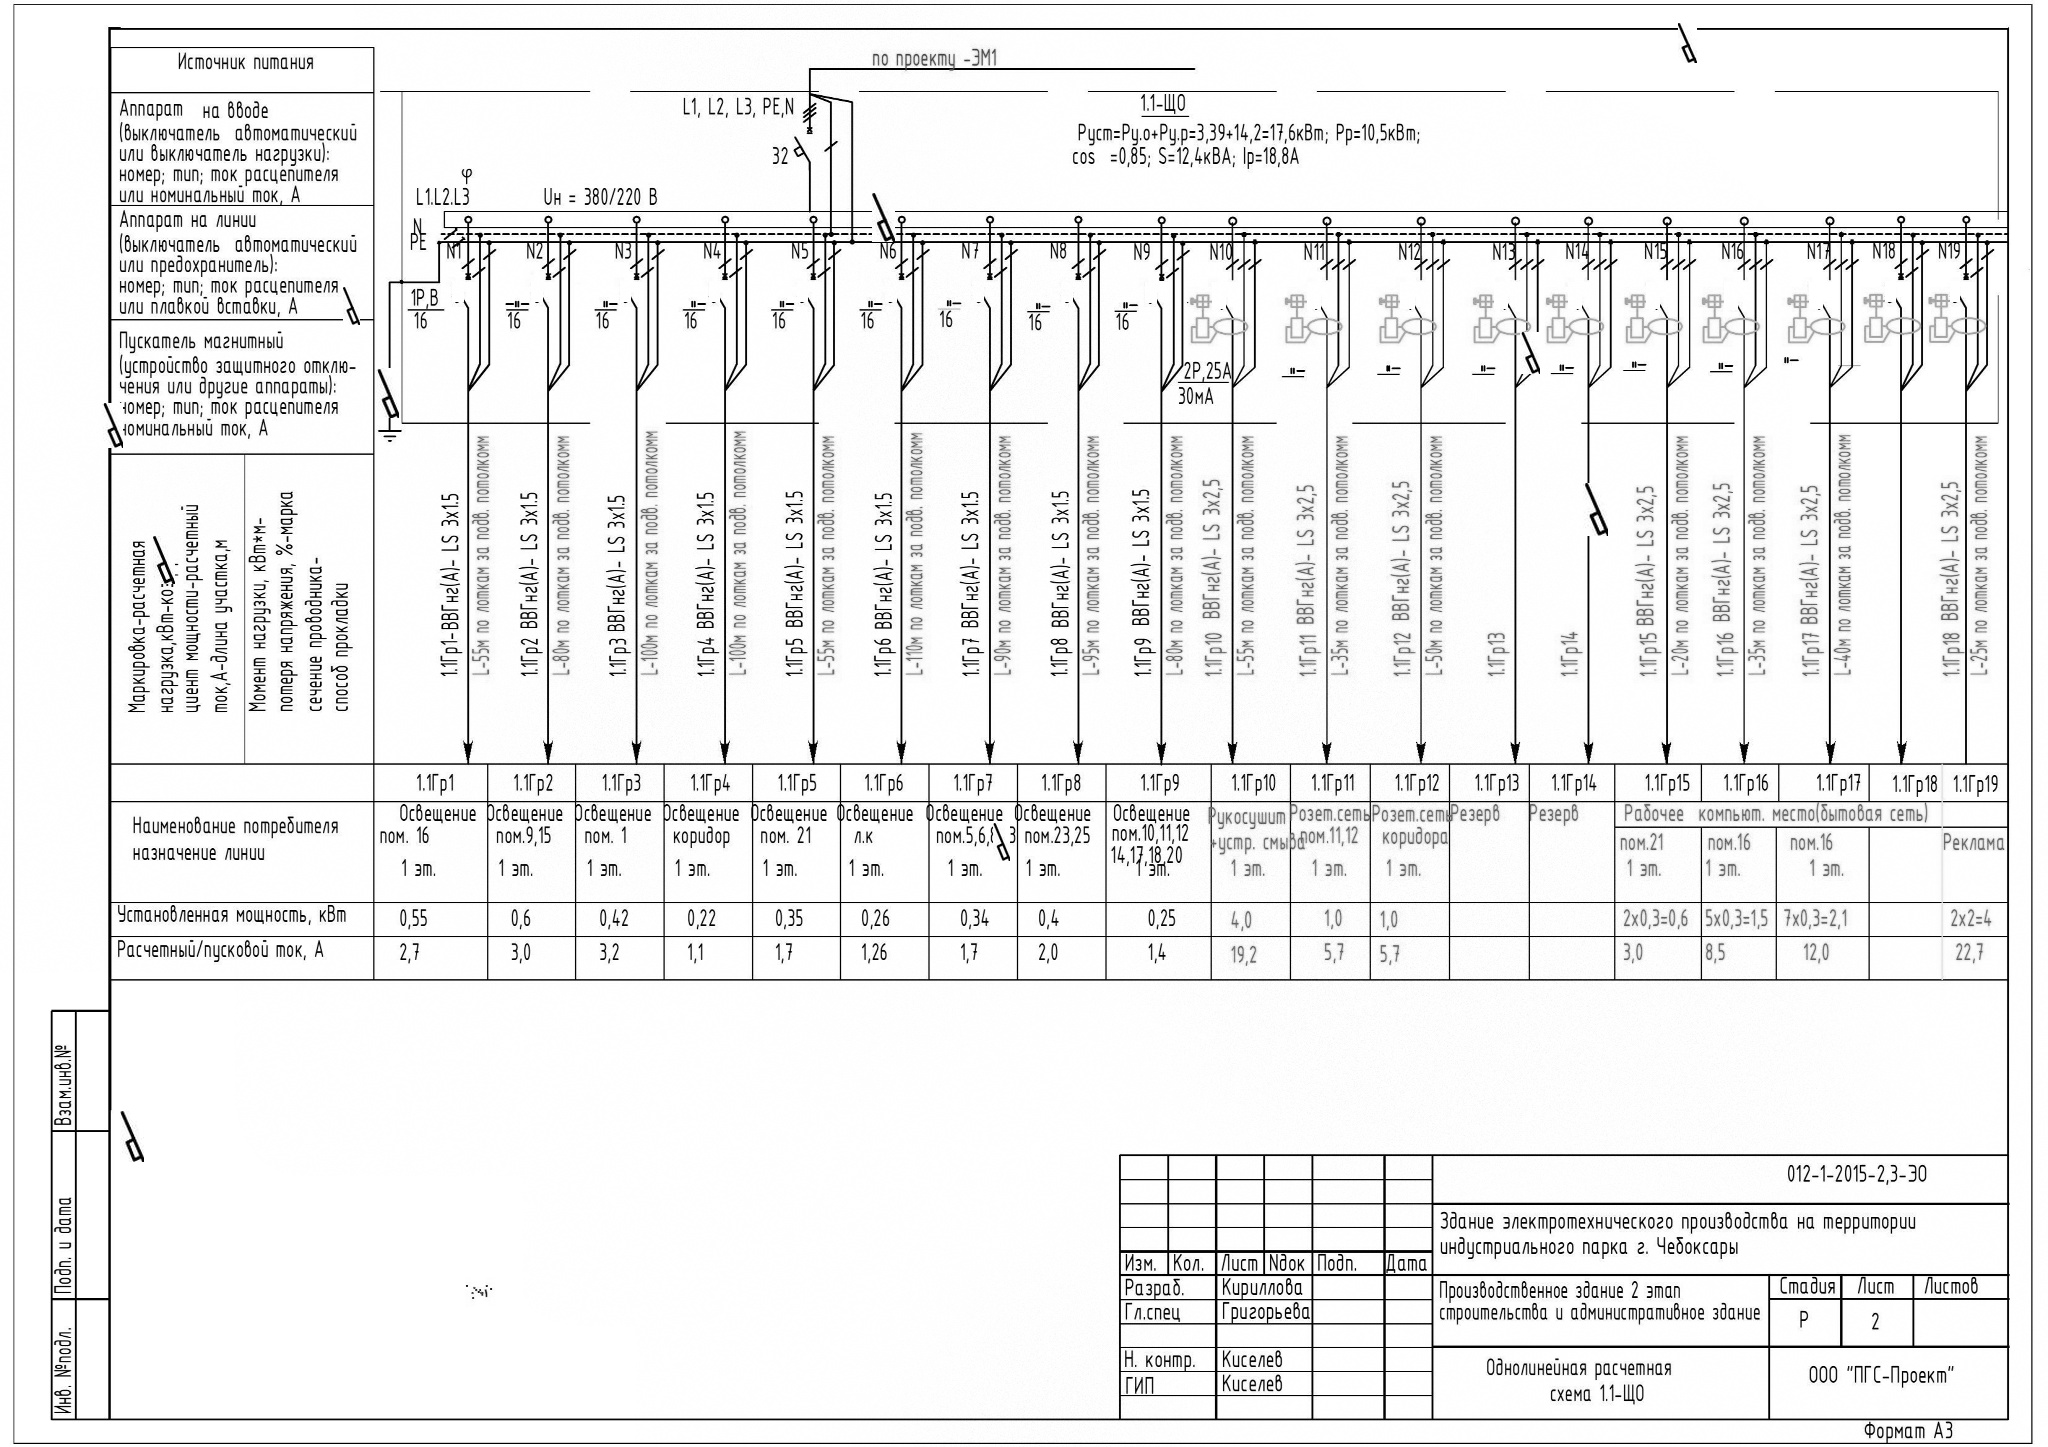 Источник питания
Аппарат на вводе
(выключатель автоматический
или выключатель нагрузки):
номер; тип; ток расцепителя
или номинальный ток, А
Аппарат на линии
(выключатель автоматический
или предохранитель):
номер; тип; ток расцепителя
или плавкой вставки, А
Пускатель магнитный
(устройство защитного отклю-
чения или другие аппараты):
номер; тип; ток расцепителя
номинальный ток, А
Маркировка-расчетная
нагрузка,кВт-коэ
циент мощности-расчетный
ток,А-длина участка,м
Момент нагрузки, кВт*м-
потеря напряжения, %-марка
сечение проводника-
способ прокладки
по проекту -ЭМ1
L1, L2, L3, PE,N
32
1.1-ЩО
Руст=Ру.о+Ру.р=3,39+14,2=17,6кВт; Рр=10,5кВт;
cos =0,85; S=12,4кВА; Iр=18,8А
φ
L1.L2.L3
Uн = 380/220 В
N
PE
N1 N2 N3 N4 N5 N6 N7 N8 N9 N10 N11 N12 N13 N14 N15 N16 N17 N18 N19
1Р,В
16
-"- 16
-"- 16
-"- 16
-"- 16
-"- 16
-"- 16
-"- 16
-"- 16
2Р,25А
30мА
-"- -"- -"- -"- -"- -"- -"-
1.1Гр1-ВВГнг(А)- LS 3х1.5
L-55м по лоткам за подв. потолкомм
1.1Гр2 ВВГнг(А)- LS 3х1.5
L-80м по лоткам за подв. потолкомм
1.1Гр3 ВВГнг(А)- LS 3х1.5
L-100м по лоткам за подв. потолкомм
1.1Гр4 ВВГнг(А)- LS 3х1.5
L-100м по лоткам за подв. потолкомм
1.1Гр5 ВВГнг(А)- LS 3х1.5
L-55м по лоткам за подв. потолкомм
1.1Гр6 ВВГнг(А)- LS 3х1.5
L-110м по лоткам за подв. потолкомм
1.1Гр7 ВВГнг(А)- LS 3х1.5
L-90м по лоткам за подв. потолкомм
1.1Гр8 ВВГнг(А)- LS 3х1.5
L-95м по лоткам за подв. потолкомм
1.1Гр9 ВВГнг(А)- LS 3х1.5
L-80м по лоткам за подв. потолкомм
1.1Гр10 ВВГнг(А)- LS 3х2,5
L-55м по лоткам за подв. потолкомм
1.1Гр11 ВВГнг(А)- LS 3х2,5
L-35м по лоткам за подв. потолкомм
1.1Гр12 ВВГнг(А)- LS 3х2,5
L-50м по лоткам за подв. потолкомм
1.1Гр13
1.1Гр14
1.1Гр15 ВВГнг(А)- LS 3х2,5
L-20м по лоткам за подв. потолкомм
1.1Гр16 ВВГнг(А)- LS 3х2,5
L-35м по лоткам за подв. потолкомм
1.1Гр17 ВВГнг(А)- LS 3х2,5
L-40м по лоткам за подв. потолкомм
1.1Гр18 ВВГнг(А)- LS 3х2,5
L-25м по лоткам за подв. потолкомм
1.1Гр1 1.1Гр2 1.1Гр3 1.1Гр4 1.1Гр5 1.1Гр6 1.1Гр7 1.1Гр8 1.1Гр9 1.1Гр10 1.1Гр11 1.1Гр12 1.1Гр13 1.1Гр14 1.1Гр15 1.1Гр16 1.1Гр17 1.1Гр18 1.1Гр19
Наименование потребителя
назначение линии
Освещение
пом. 16
1 эт.
Освещение
пом.9,15
1 эт.
Освещение
пом. 1
1 эт.
Освещение
коридор
1 эт.
Освещение
пом. 21
1 эт.
Освещение
л.к
1 эт.
Освещение
пом.5,6,
1 эт.
Освещение
пом.23,25
1 эт.
Освещение
пом.10,11,12
14,17,18,20
1 эт.
Рукосушит
+устр. смыва
1 эт.
Розет.сеть
пом.11,12
1 эт.
Розет.сеть
коридора
1 эт.
Резерв
Резерв
Рабочее компьют. место(бытовая сеть)
пом.21
1 эт.
пом.16
1 эт.
пом.16
1 эт.
Реклама
Установленная мощность, кВт 0,55 0,6 0,42 0,22 0,35 0,26 0,34 0,4 0,25 4,0 1,0 1,0 2х0,3=0,6 5х0,3=1,5 7х0,3=2,1 2х2=4
Расчетный/пусковой ток, А 2,7 3,0 3,2 1,1 1,7 1,26 1,7 2,0 1,4 19,2 5,7 5,7 3,0 8,5 12,0 22,7
Взам.инв.№
Подп. и дата
Инв. №подл.
012-1-2015-2,3-ЭО
Здание электротехнического производства на территории
индустриального парка г. Чебоксары
Изм. Кол. Лист Nдок Подп. Дата
Разраб. Кириллова
Гл.спец Григорьева
Н. контр. Киселев
ГИП Киселев
Производственное здание 2 этап
строительства и административное здание
Стадия Лист Листов
Р 2
Однолинейная расчетная
схема 1.1-ЩО
ООО "ПГС-Проект"
Формат А3